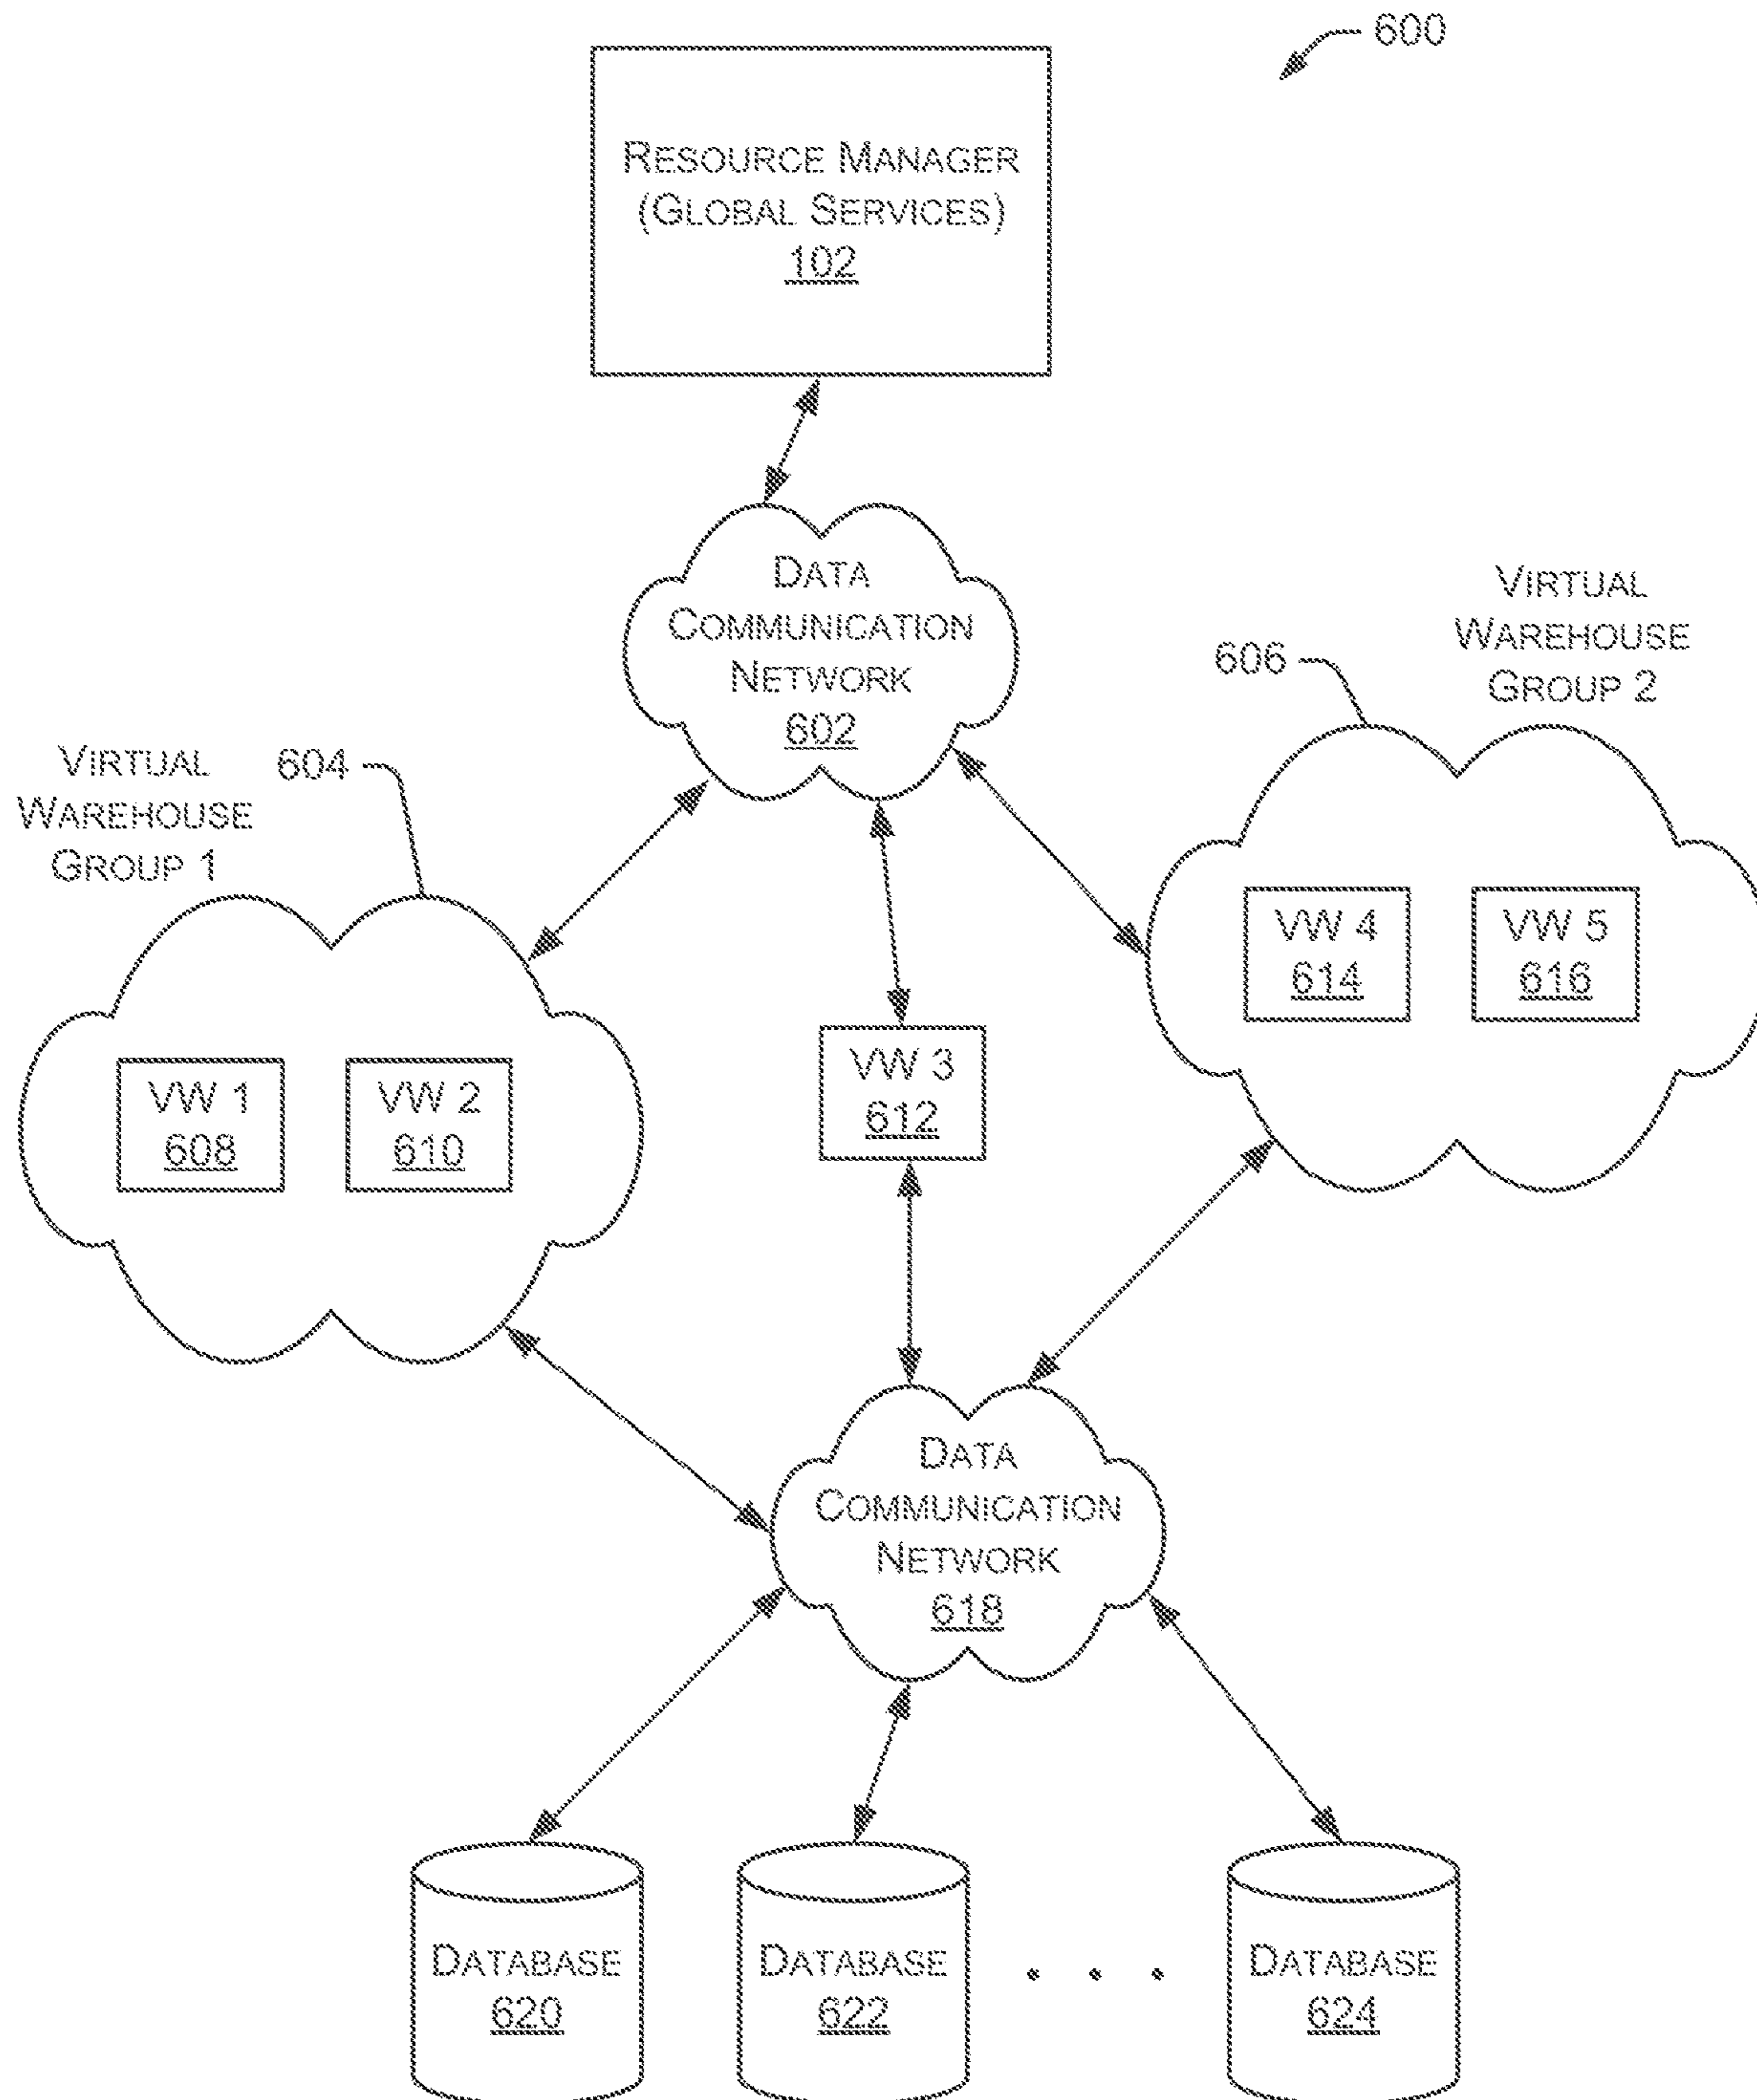 600
RESOURCE MANAGER
(GLOBAL SERVICES)
102
DATA
COMMUNICATION
NETWORK
602
VIRTUAL
WAREHOUSE
GROUP 2
606
VIRTUAL
WAREHOUSE
GROUP 1
604
VW 4
614
VW 5
616
VW 3
612
VW 1
608
VW 2
610
DATA
COMMUNICATION
NETWORK
618
DATABASE
620
DATABASE
622
. . .
DATABASE
624